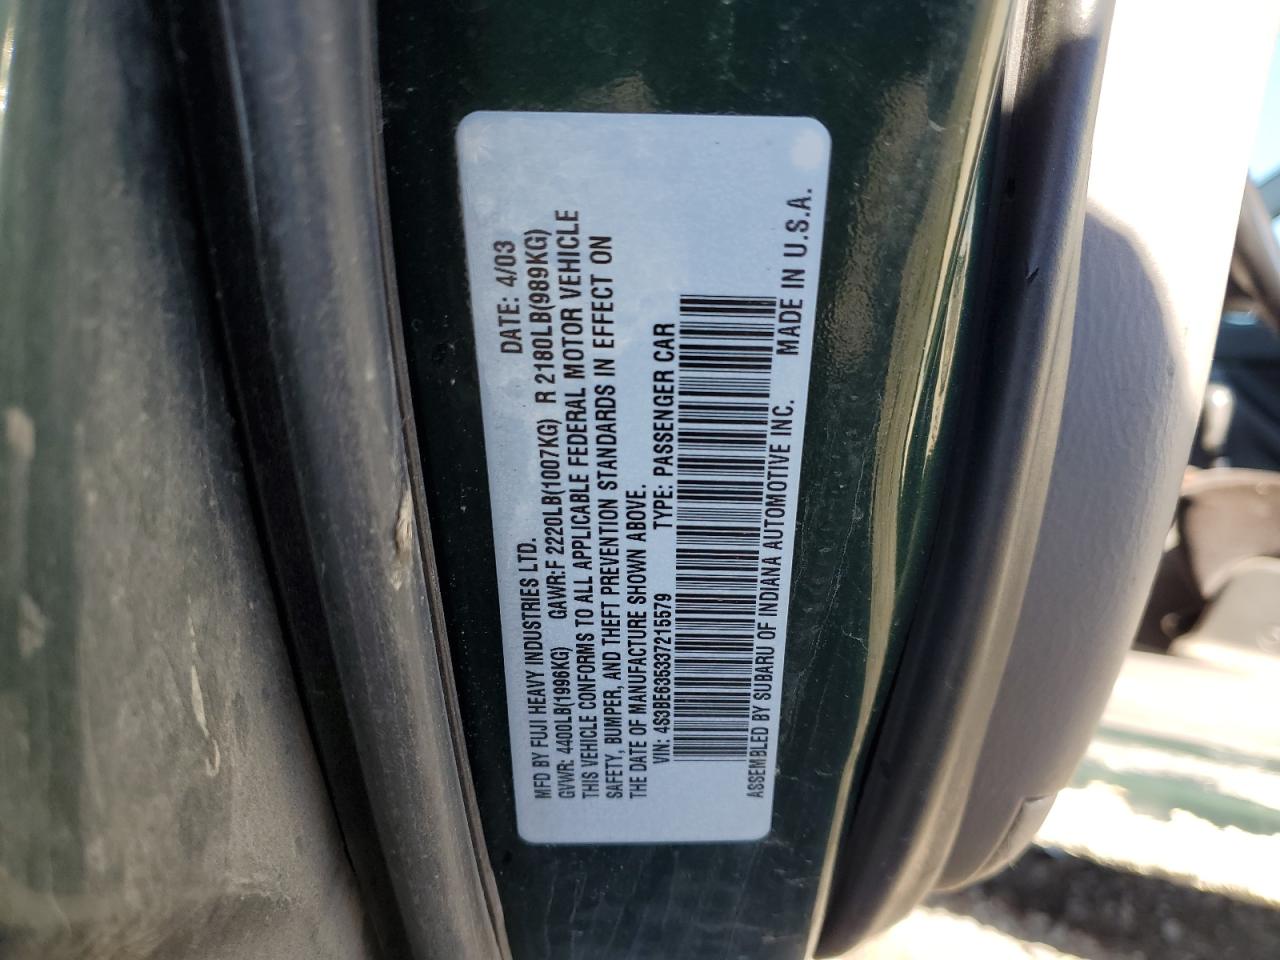 MFD BY FUJI HEAVY INDUSTRIES LTD. DATE: 4/03
GVWR: 4400LB(1996KG) GAWR:F 2220LB(1007KG) R 2180LB(989KG)
THIS VEHICLE CONFORMS TO ALL APPLICABLE FEDERAL MOTOR VEHICLE
SAFETY, BUMPER, AND THEFT PREVENTION STANDARDS IN EFFECT ON
THE DATE OF MANUFACTURE SHOWN ABOVE.
VIN: 4S3BE635337215579 TYPE: PASSENGER CAR
ASSEMBLED BY SUBARU OF INDIANA AUTOMOTIVE INC. MADE IN U.S.A.